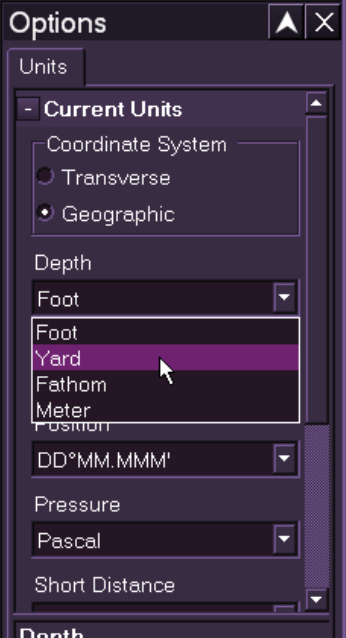 Options
Units
- Current Units
Coordinate System
Transverse
Geographic
Depth
Foot
Foot
Yard
Fathom
Meter
Position
DD°MM.MMM'
Pressure
Pascal
Short Distance
Depth